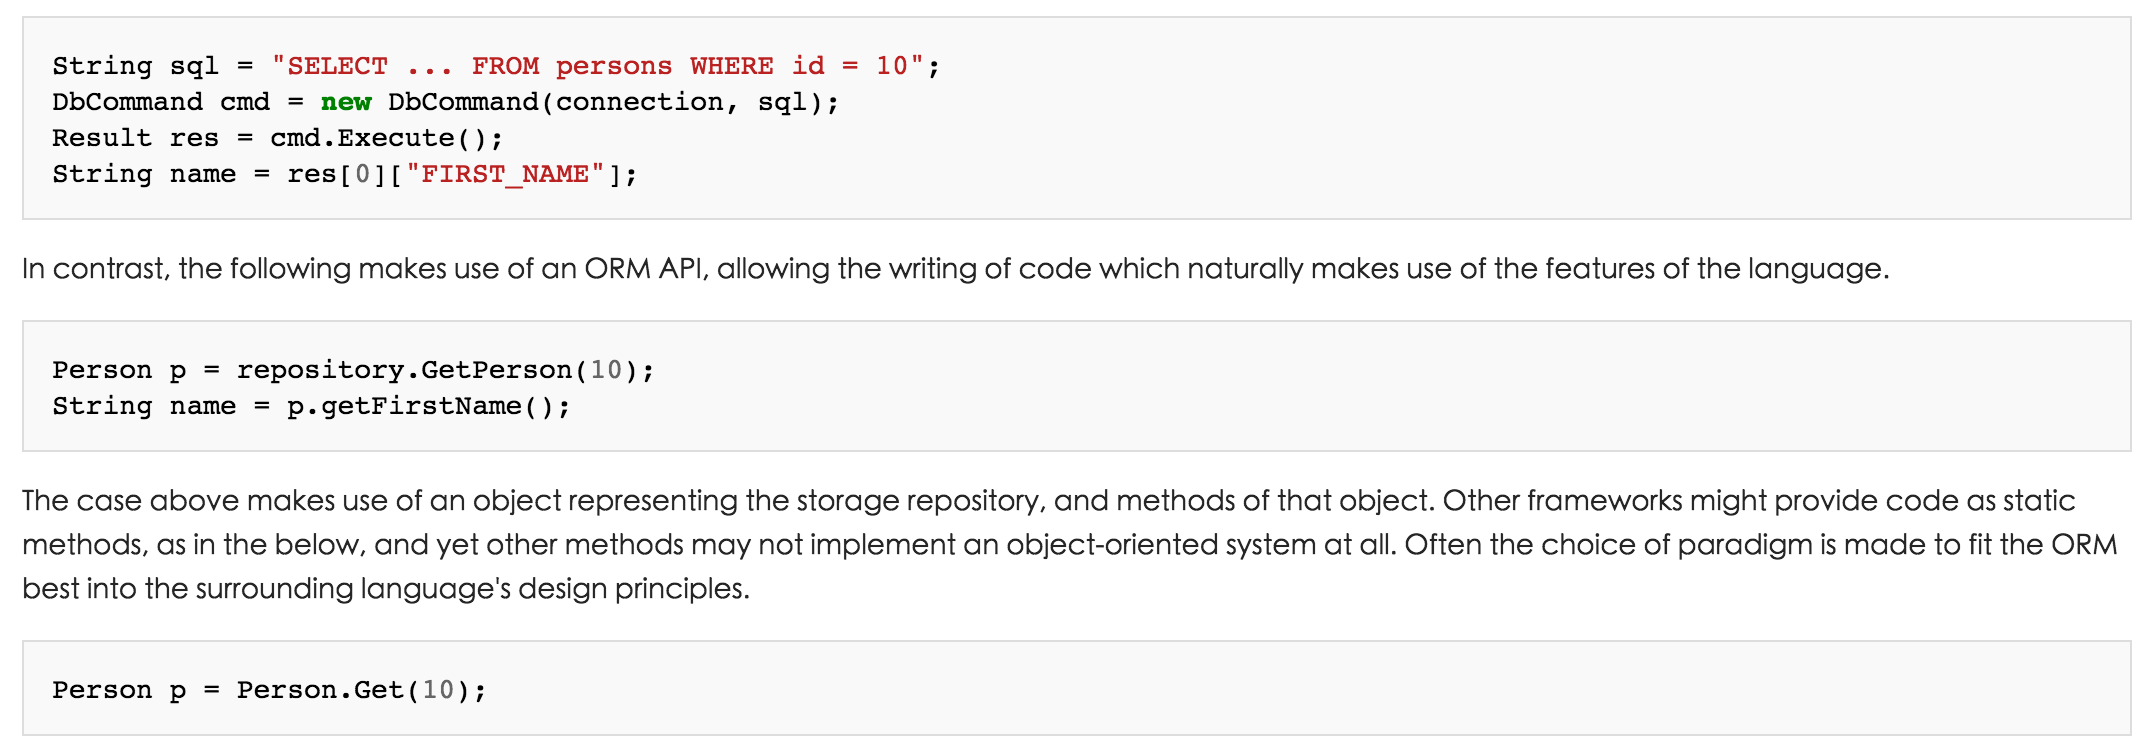 String sql = "SELECT ... FROM persons WHERE id = 10";
DbCommand cmd = new DbCommand(connection, sql);
Result res = cmd.Execute();
String name = res[0]["FIRST_NAME"];
In contrast, the following makes use of an ORM API, allowing the writing of code which naturally makes use of the features of the language.
Person p = repository.GetPerson(10);
String name = p.getFirstName();
The case above makes use of an object representing the storage repository, and methods of that object. Other frameworks might provide code as static
methods, as in the below, and yet other methods may not implement an object-oriented system at all. Often the choice of paradigm is made to fit the ORM
best into the surrounding language's design principles.
Person p = Person.Get(10);